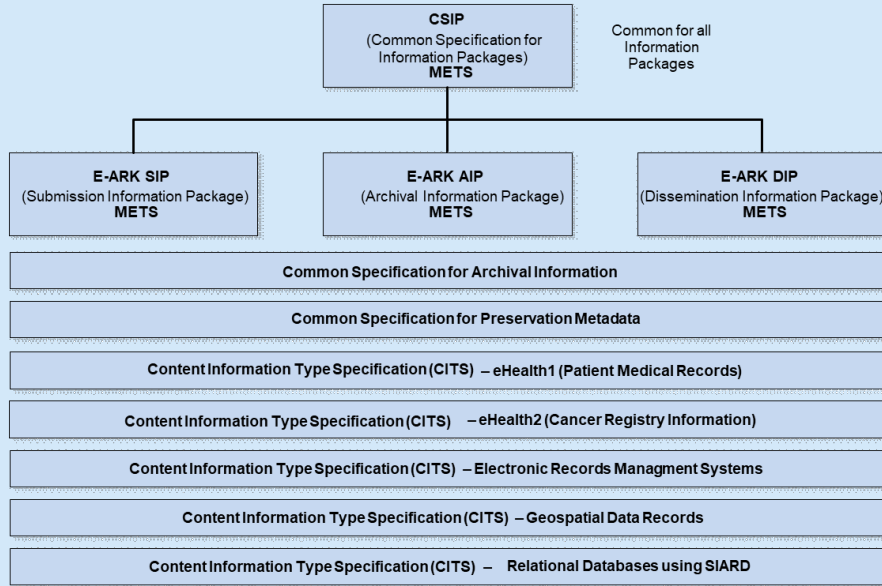 CSIP
(Common Specification for
Information Packages)
METS
Common for all
Information
Packages
E-ARK SIP
(Submission Information Package)
METS
E-ARK AIP
(Archival Information Package)
METS
E-ARK DIP
(Dissemination Information Package)
METS
Common Specification for Archival Information
Common Specification for Preservation Metadata
Content Information Type Specification (CITS) – eHealth1 (Patient Medical Records)
Content Information Type Specification (CITS) – eHealth2 (Cancer Registry Information)
Content Information Type Specification (CITS) – Electronic Records Managment Systems
Content Information Type Specification (CITS) – Geospatial Data Records
Content Information Type Specification (CITS) – Relational Databases using SIARD